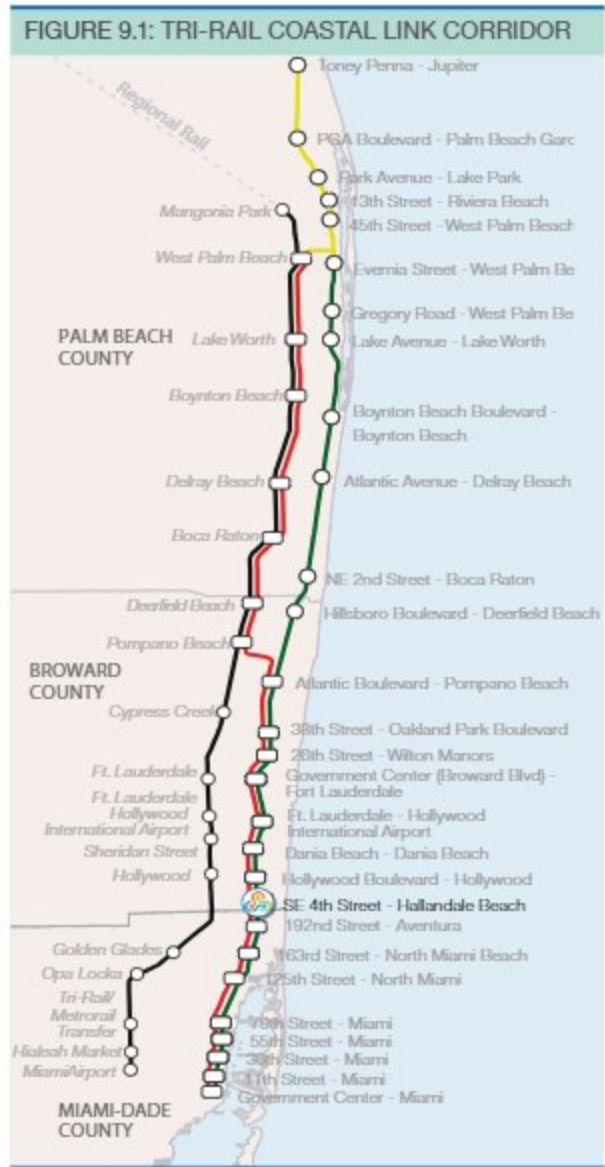 FIGURE 9.1: TRI-RAIL COASTAL LINK CORRIDOR
Toney Penna - Jupiter
Regional Rail
PGA Boulevard - Palm Beach Garc
Park Avenue - Lake Park
13th Street - Riviera Beach
Mangonia Park
45th Street - West Palm Beach
West Palm Beach
Evernia Street - West Palm Be
Gregory Road - West Palm Be
PALM BEACH
COUNTY
Lake Worth
Lake Avenue - Lake Worth
Boynton Beach
Boynton Beach Boulevard -
Boynton Beach
Delray Beach
Atlantic Avenue - Delray Beach
Boca Raton
NE 2nd Street - Boca Raton
Deerfield Beach
Hillsboro Boulevard - Deerfield Beach
Pompano Beach
BROWARD
COUNTY
Atlantic Boulevard - Pompano Beach
Cypress Creek
38th Street - Oakland Park Boulevard
26th Street - Wilton Manors
Ft. Lauderdale
Government Center (Broward Blvd) -
Fort Lauderdale
Ft. Lauderdale
Hollywood
International Airport
Ft. Lauderdale - Hollywood
International Airport
Sheridan Street
Dania Beach - Dania Beach
Hollywood
Hollywood Boulevard - Hollywood
SE 4th Street - Hallandale Beach
192nd Street - Aventura
Golden Glades
163rd Street - North Miami Beach
Opa Locka
125th Street - North Miami
Tri-Rail/
Metrorail
Transfer
79th Street - Miami
55th Street - Miami
Hialeah Market
36th Street - Miami
MiamiAirport
11th Street - Miami
Government Center - Miami
MIAMI-DADE
COUNTY